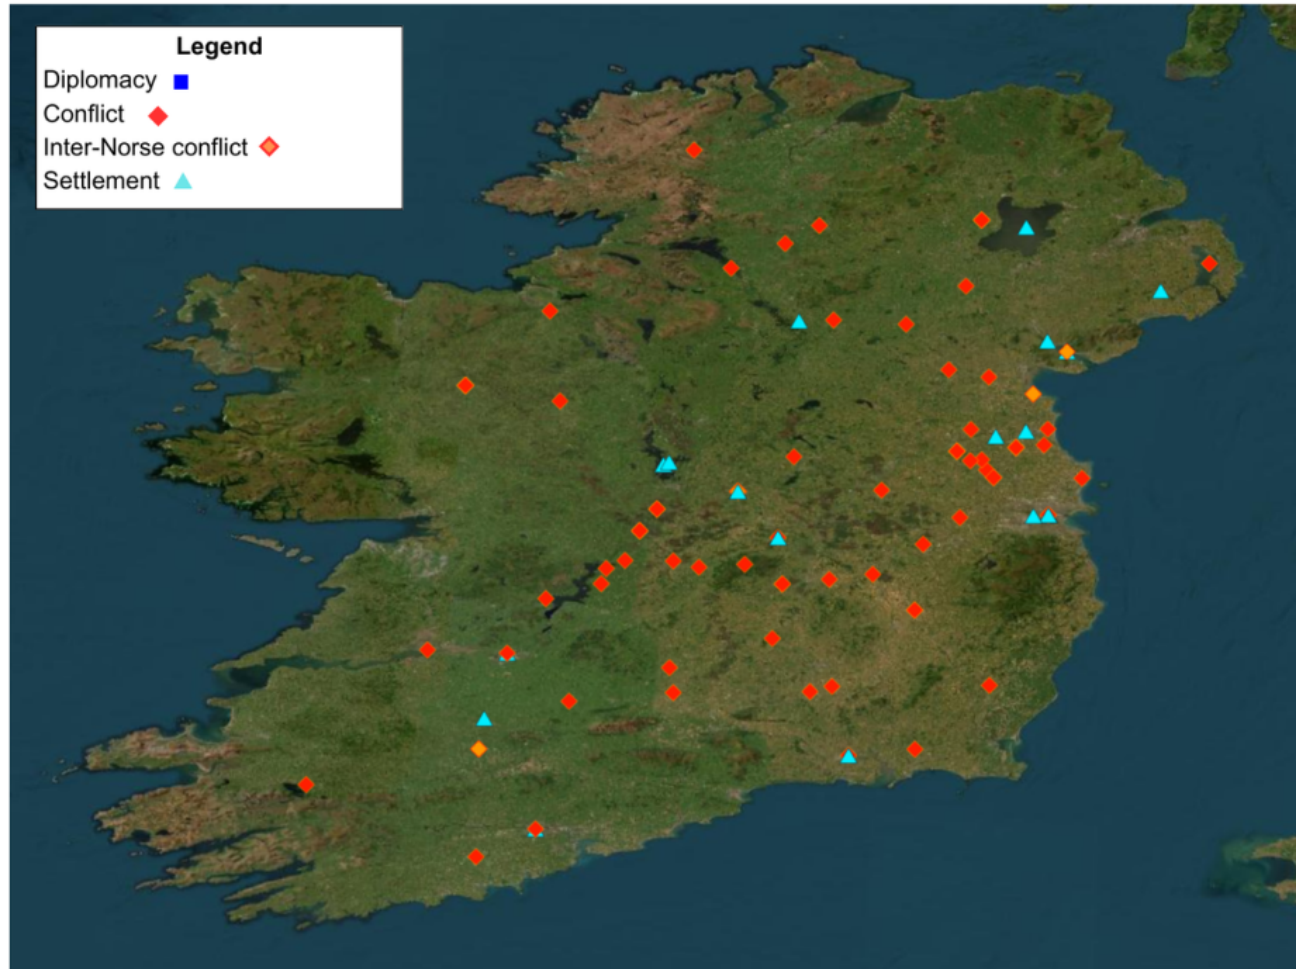 Legend
Diplomacy
Conflict
Inter-Norse conflict
Settlement